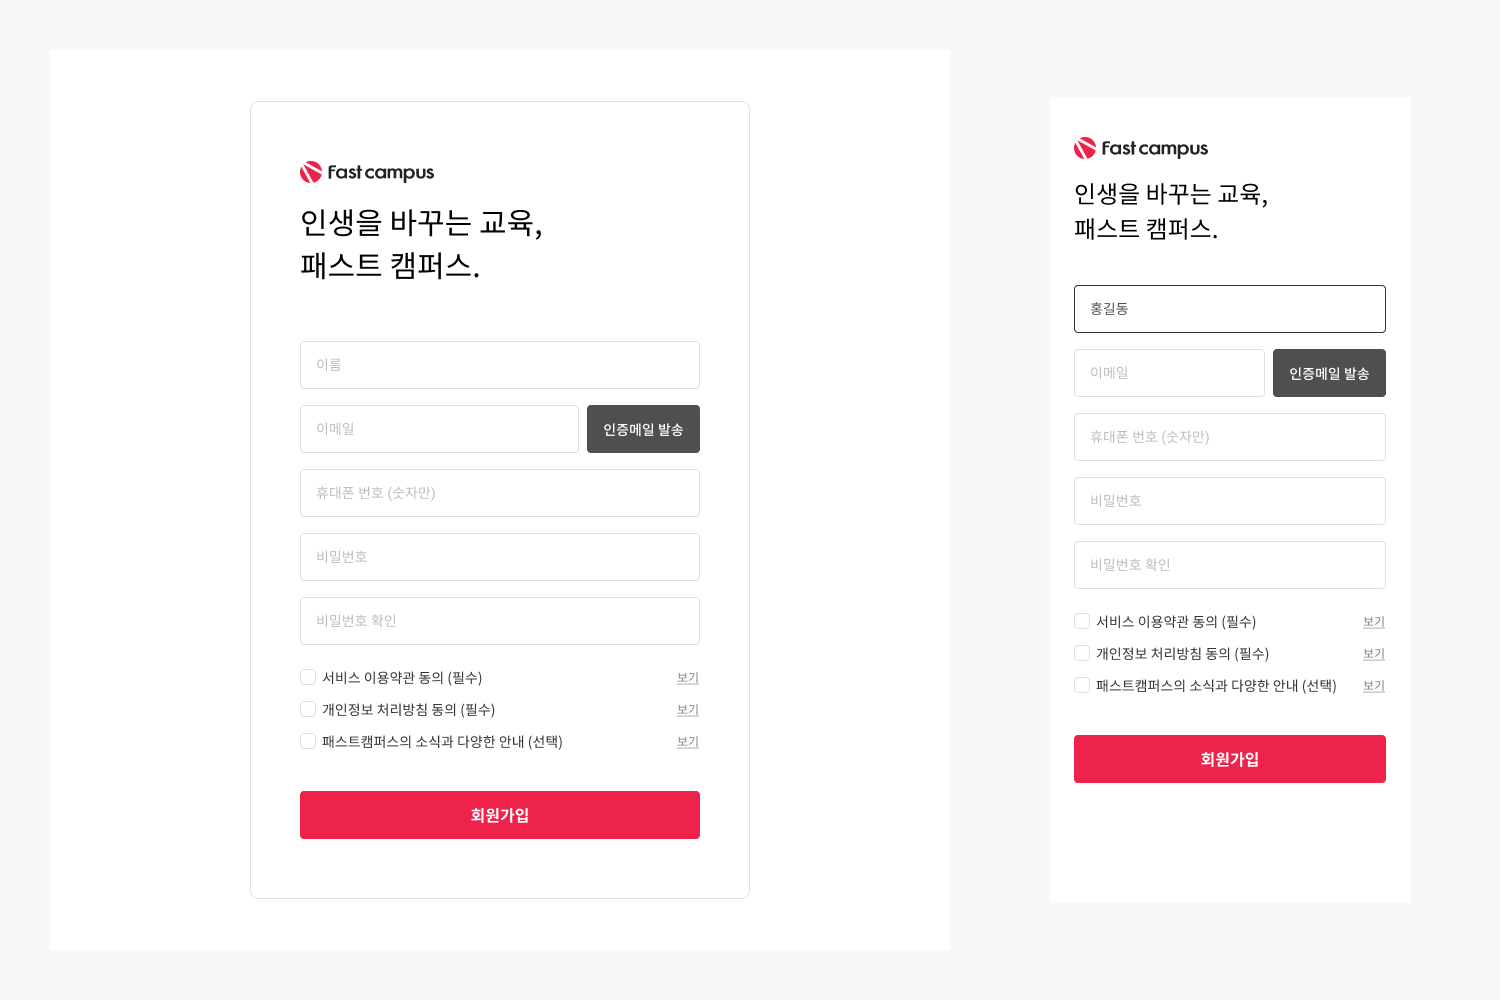 Fast campus
인생을 바꾸는 교육,
패스트 캠퍼스.
이름
이메일
인증메일 발송
휴대폰 번호 (숫자만)
비밀번호
비밀번호 확인
서비스 이용약관 동의 (필수) 보기
개인정보 처리방침 동의 (필수) 보기
패스트캠퍼스의 소식과 다양한 안내 (선택) 보기
회원가입
Fast campus
인생을 바꾸는 교육,
패스트 캠퍼스.
홍길동
이메일
인증메일 발송
휴대폰 번호 (숫자만)
비밀번호
비밀번호 확인
서비스 이용약관 동의 (필수) 보기
개인정보 처리방침 동의 (필수) 보기
패스트캠퍼스의 소식과 다양한 안내 (선택) 보기
회원가입